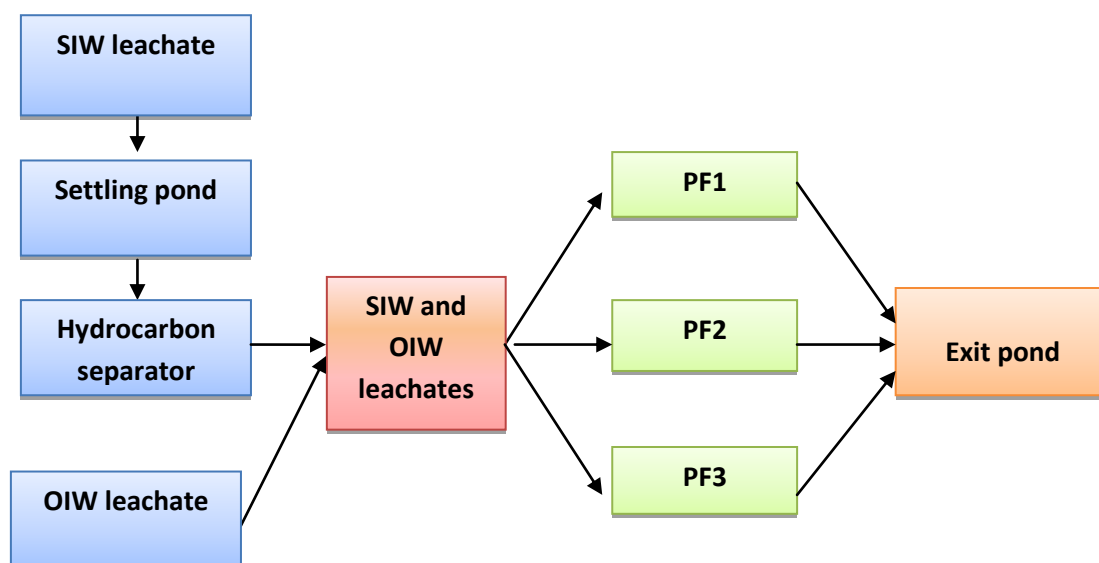 SIW leachate
Settling pond
Hydrocarbon
separator
OIW leachate
SIW and
OIW
leachates
PF1
PF2
PF3
Exit pond